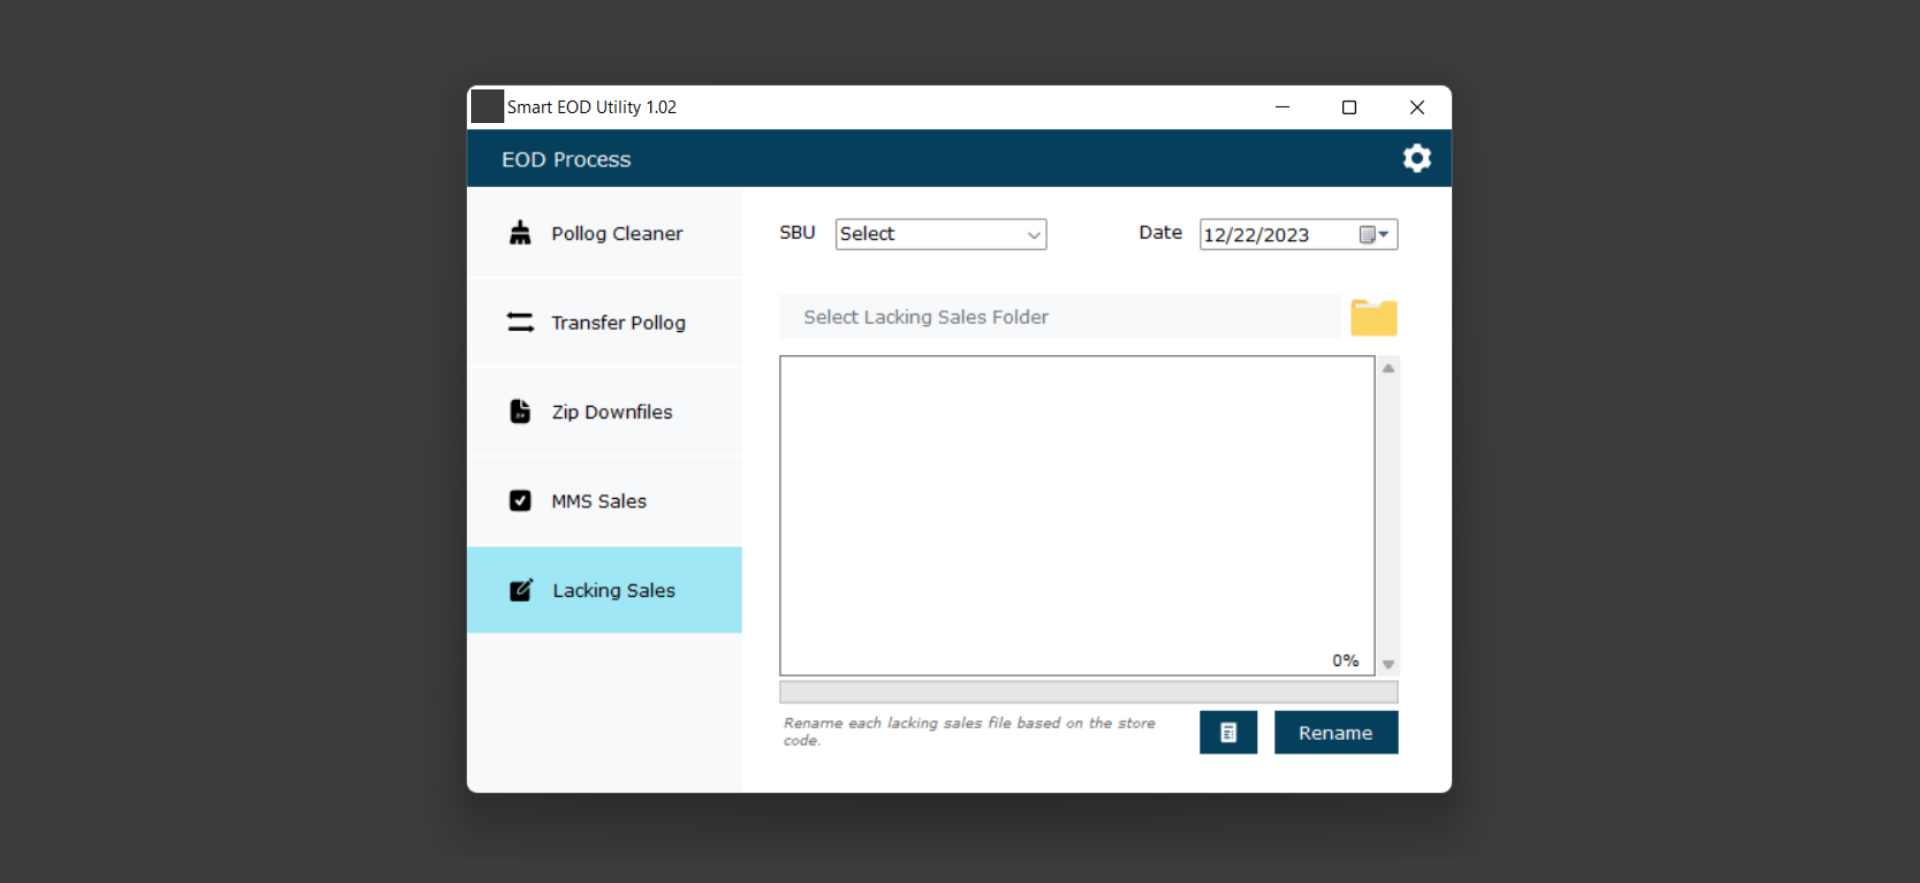 Smart EOD Utility 1.02
EOD Process
Pollog Cleaner
Transfer Pollog
Zip Downfiles
MMS Sales
Lacking Sales
SBU Select Date 12/22/2023
Select Lacking Sales Folder
0%
Rename each lacking sales file based on the store
code.
Rename